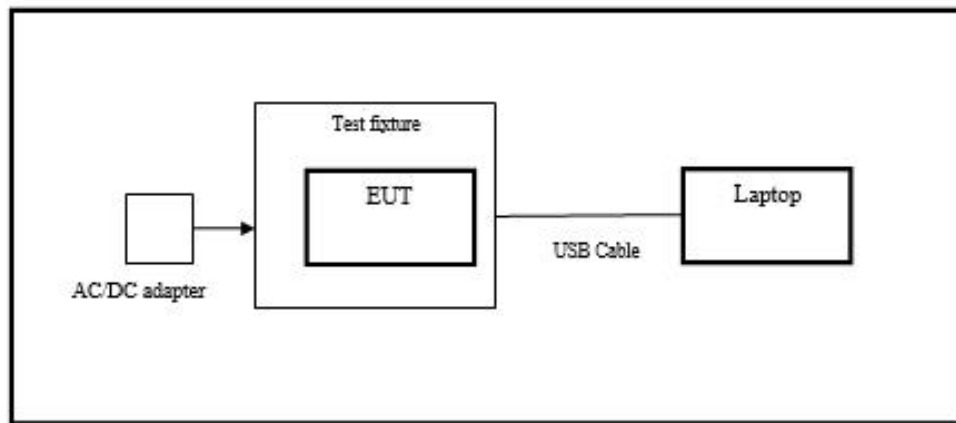 Test fixture
EUT
Laptop
USB Cable
AC/DC adapter